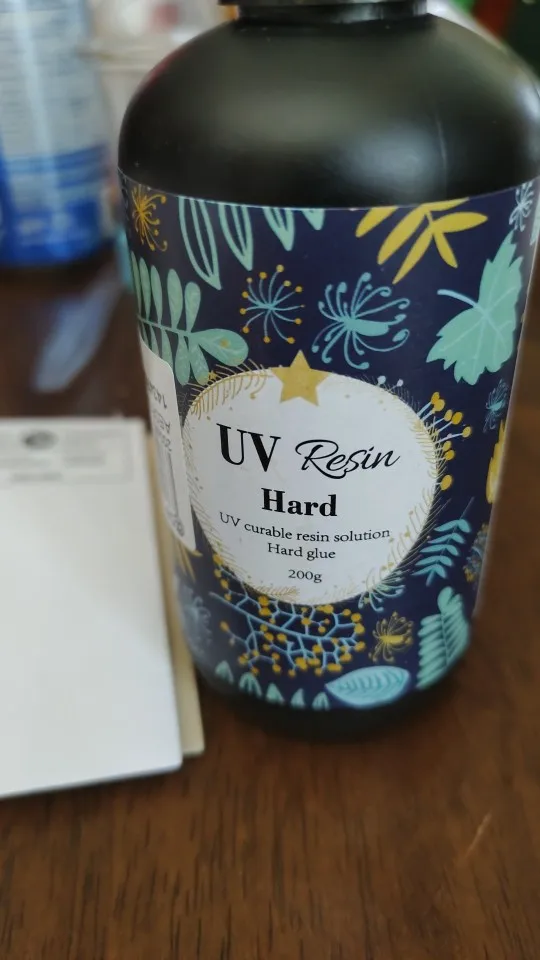 UV Resin
Hard
UV curable resin solution
Hard glue
200g